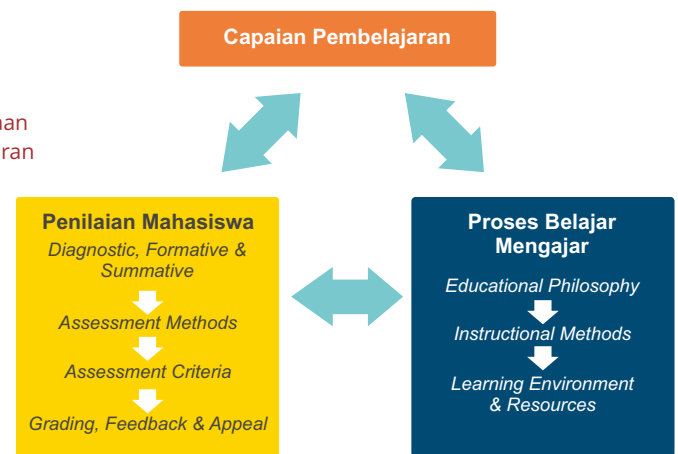 Capaian Pembelajaran
Penilaian Mahasiswa
Diagnostic, Formative &
Summative
Assessment Methods
Assessment Criteria
Grading, Feedback & Appeal
Proses Belajar
Mengajar
Educational Philosophy
Instructional Methods
Learning Environment
& Resources